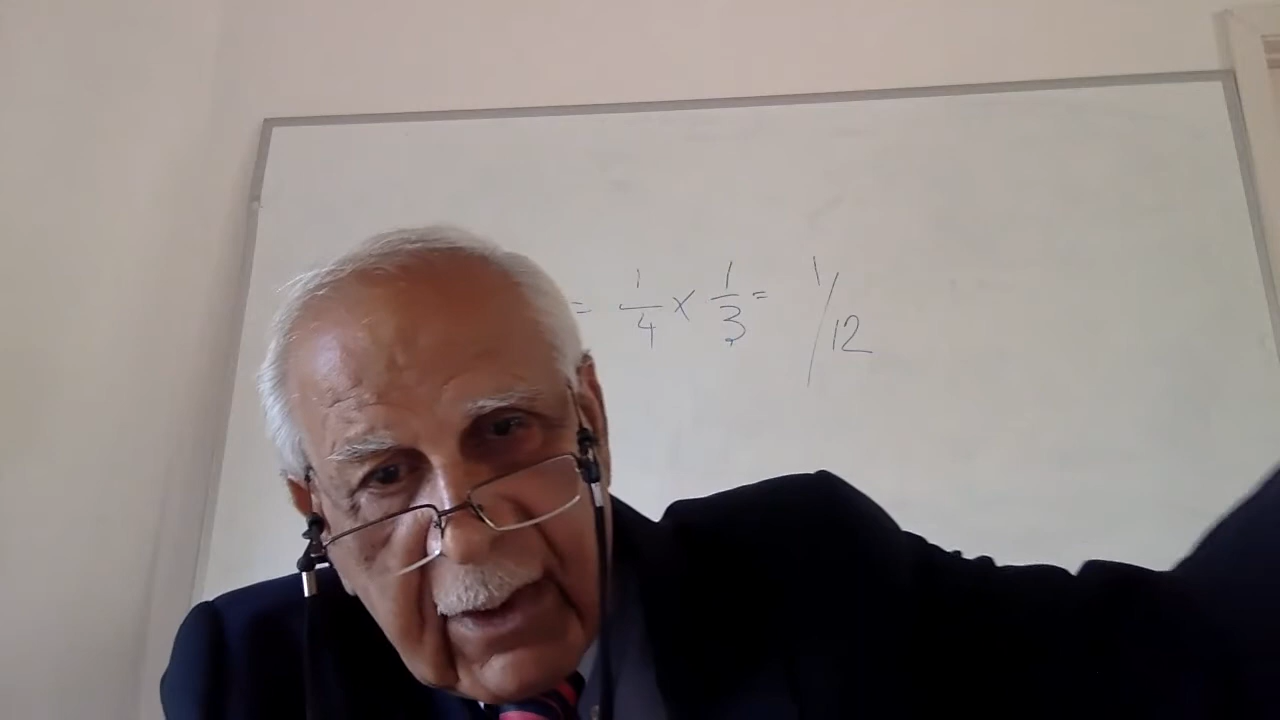 = 1/4 × 1/3 = 1/12